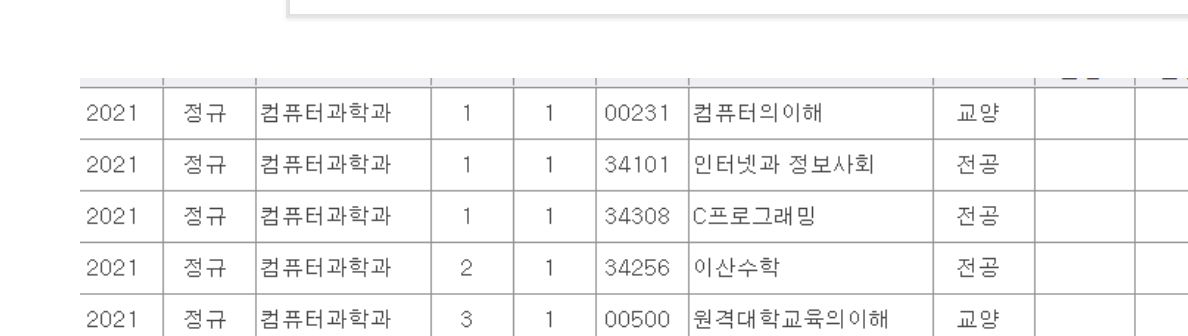 2021 정규 컴퓨터과학과 1 1 00231 컴퓨터의이해 교양
2021 정규 컴퓨터과학과 1 1 34101 인터넷과 정보사회 전공
2021 정규 컴퓨터과학과 1 1 34308 C프로그래밍 전공
2021 정규 컴퓨터과학과 2 1 34256 이산수학 전공
2021 정규 컴퓨터과학과 3 1 00500 원격대학교육의이해 교양